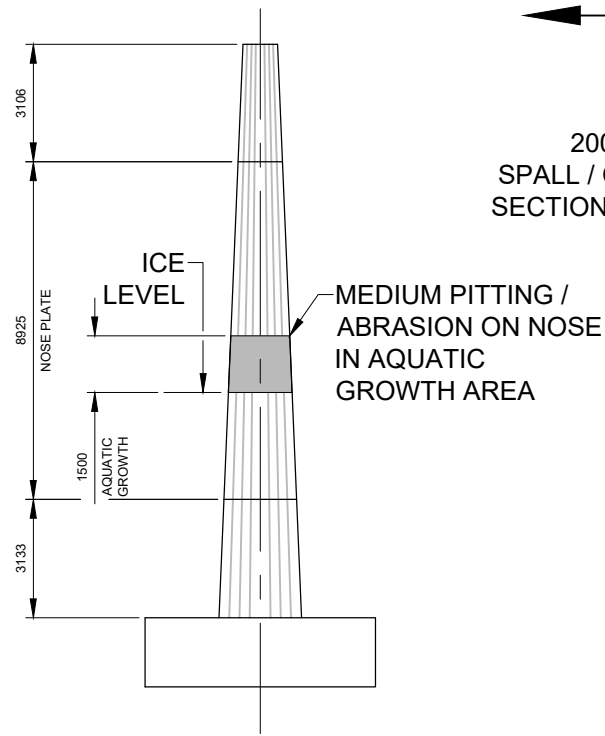 3106
200
SPALL /
SECTION
ICE
LEVEL
MEDIUM PITTING /
ABRASION ON NOSE
IN AQUATIC
GROWTH AREA
8925
NOSE PLATE
1500
AQUATIC
GROWTH
3133